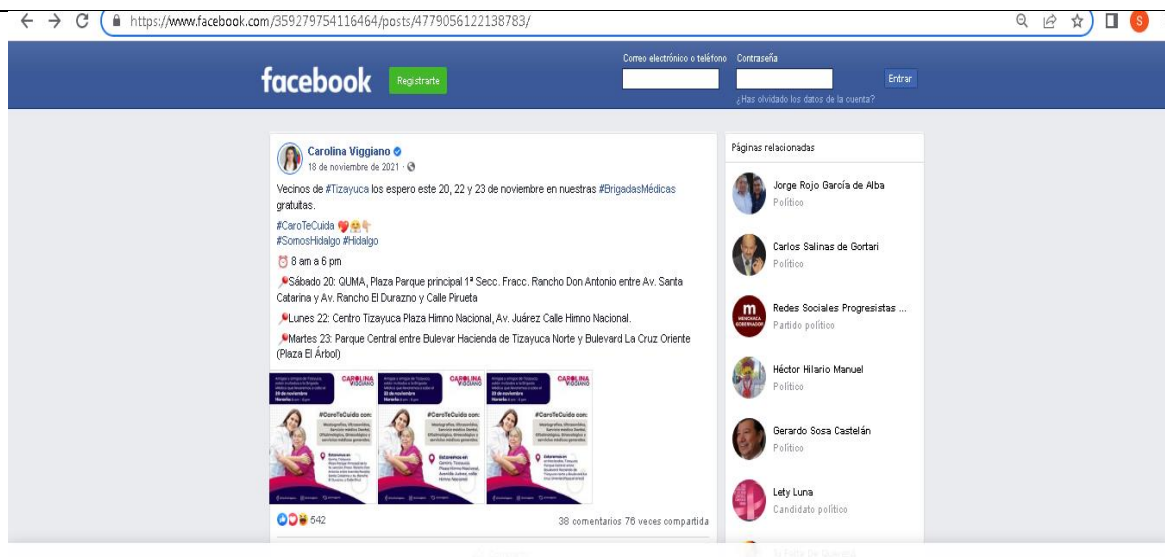 https://www.facebook.com/359279754116464/posts/4779056122138783/
S
Correo electrónico o teléfono
Contraseña
facebook
Registrarte
Entrar
¿Has olvidado los datos de la cuenta?
Carolina Viggiano
18 de noviembre de 2021 ·
Vecinos de #Tizayuca los espero este 20, 22 y 23 de noviembre en nuestras #BrigadasMédicas
gratuitas.
#CaroTeCuida
#SomosHidalgo #Hidalgo
8 am a 6 pm
Sábado 20: QUMA, Plaza Parque principal 1ª Secc. Fracc. Rancho Don Antonio entre Av. Santa
Catarina y Av. Rancho El Durazno y Calle Pirueta
Lunes 22: Centro Tizayuca Plaza Himno Nacional, Av. Juárez Calle Himno Nacional.
Martes 23: Parque Central entre Bulevar Hacienda de Tizayuca Norte y Bulevard La Cruz Oriente
(Plaza El Árbol)
CAROLINA
VIGGIANO
#CaroTeCuida con:
CAROLINA
VIGGIANO
#CaroTeCuida con:
CAROLINA
VIGGIANO
#CaroTeCuida con:
542
38 comentarios 76 veces compartida
Páginas relacionadas
Jorge Rojo García de Alba
Político
Carlos Salinas de Gortari
Político
Redes Sociales Progresistas ...
Partido político
Héctor Hilario Manuel
Político
Gerardo Sosa Castelán
Político
Lety Luna
Candidato político